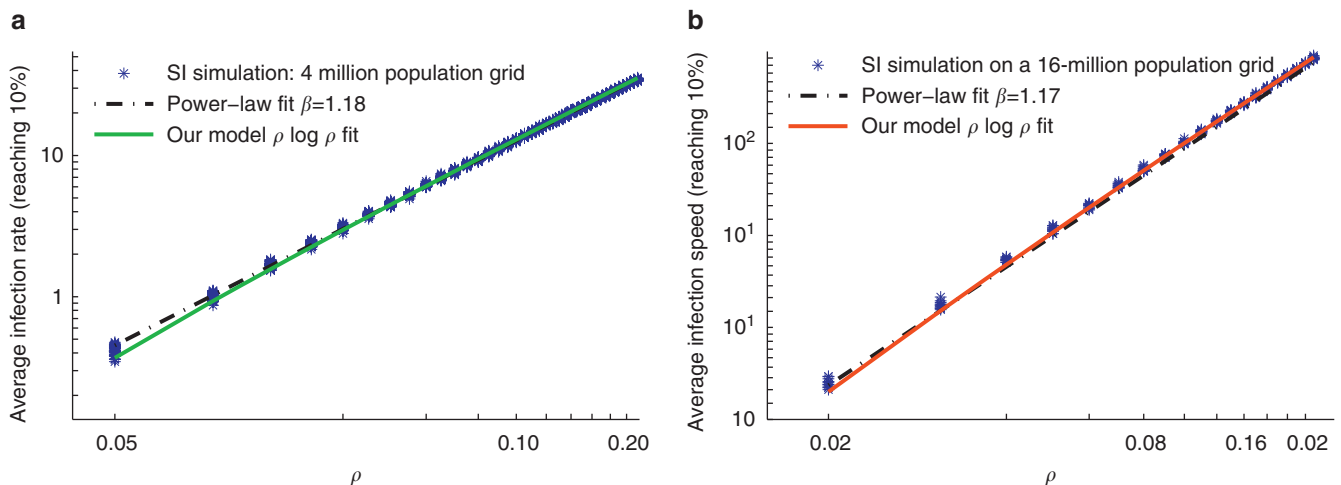 a
Average infection rate (reaching 10%)
SI simulation: 4 million population grid
Power–law fit β=1.18
Our model ρ log ρ fit
10
1
0.05
0.10
0.20
ρ
b
Average infection speed (reaching 10%)
SI simulation on a 16-million population grid
Power–law fit β=1.17
Our model ρ log ρ fit
10²
10¹
10¹
10
0.02
0.08
0.16
0.02
ρ